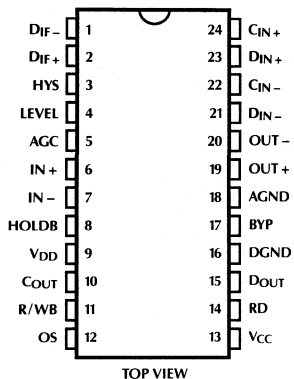 DIF− 1 24 CIN+
DIF+ 2 23 DIN+
HYS 3 22 CIN−
LEVEL 4 21 DIN−
AGC 5 20 OUT−
IN+ 6 19 OUT+
IN− 7 18 AGND
HOLDB 8 17 BYP
VDD 9 16 DGND
COUT 10 15 DOUT
R/WB 11 14 RD
OS 12 13 VCC
TOP VIEW